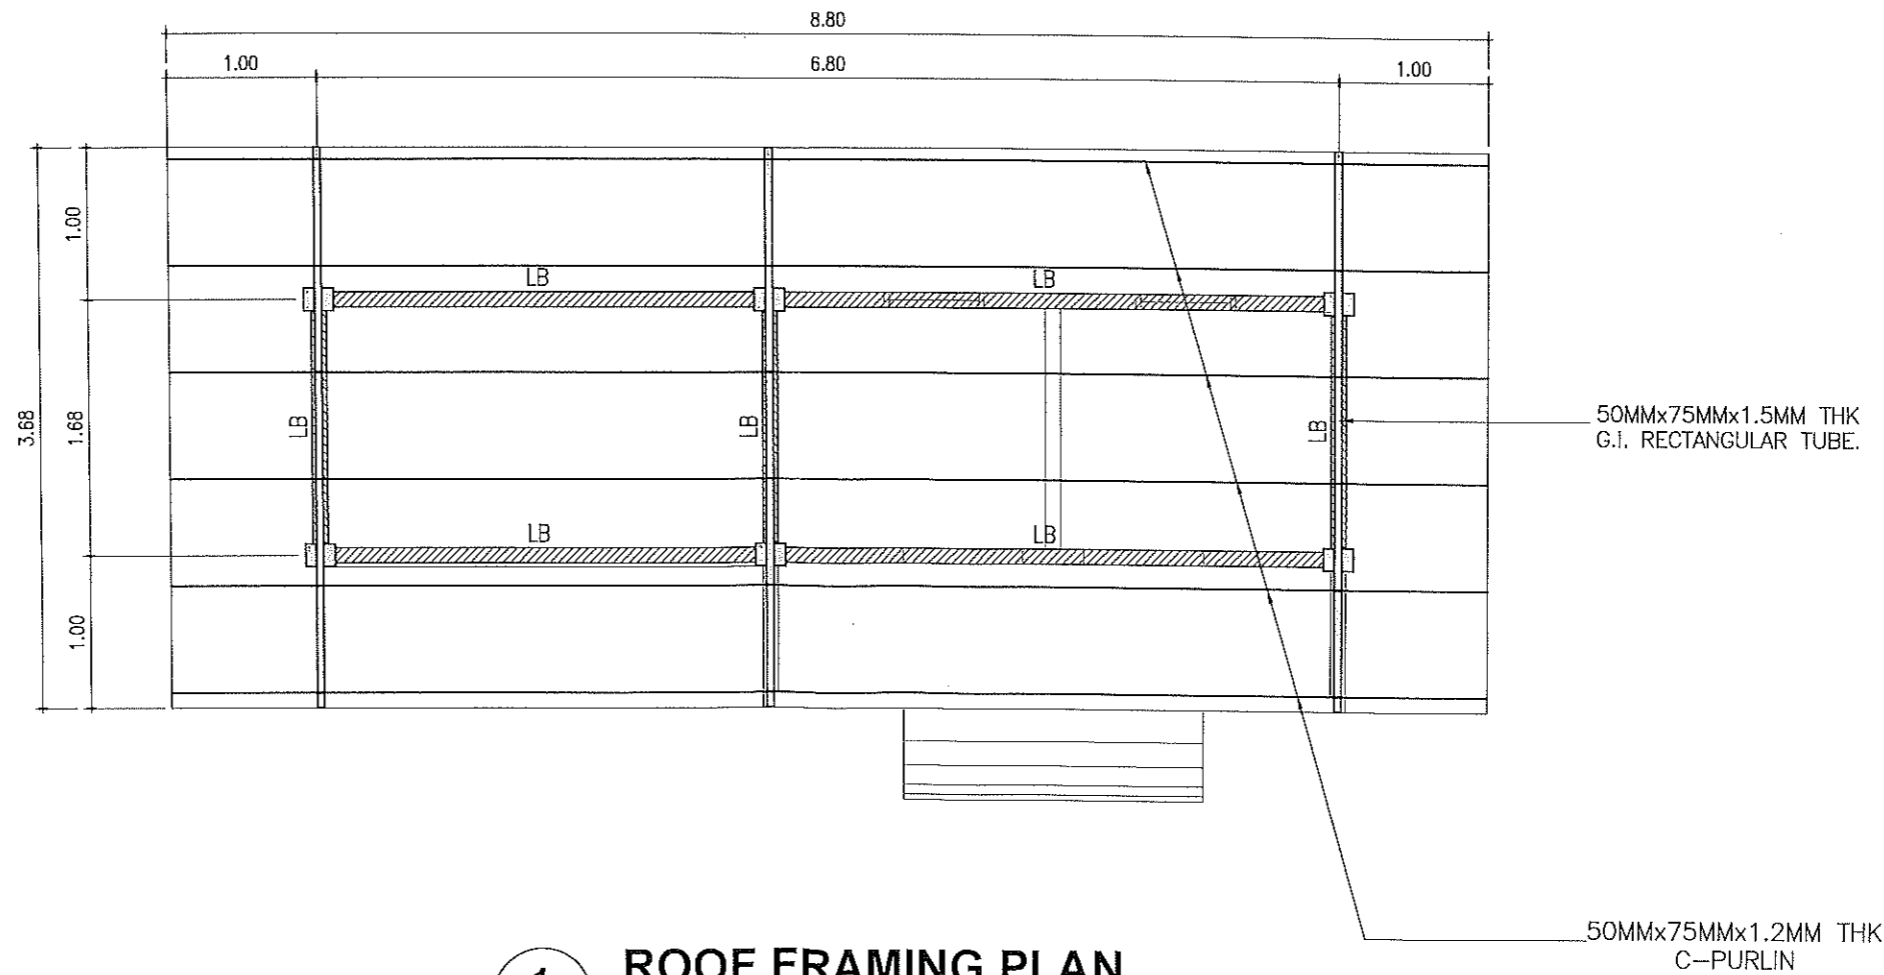 8.80
1.00
6.80
1.00
3.68
1.00
1.68
1.00
LB
LB
LB
LB
LB
LB
LB
50MMx75MMx1.5MM THK
G.I. RECTANGULAR TUBE.
50MMx75MMx1.2MM THK
C-PURLIN
1
ROOF FRAMING PLAN